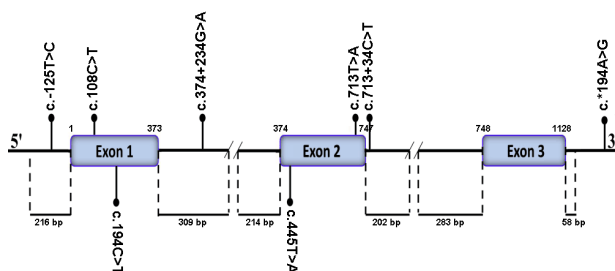 c.-125T>C
c.108C>T
c.374+234G>A
c.713T>A
c.713+34C>T
c.*194A>G
5'
1
373
374
747
748
1128
3'
Exon 1
Exon 2
Exon 3
216 bp
309 bp
214 bp
202 bp
283 bp
58 bp
c.194C>T
c.445T>A